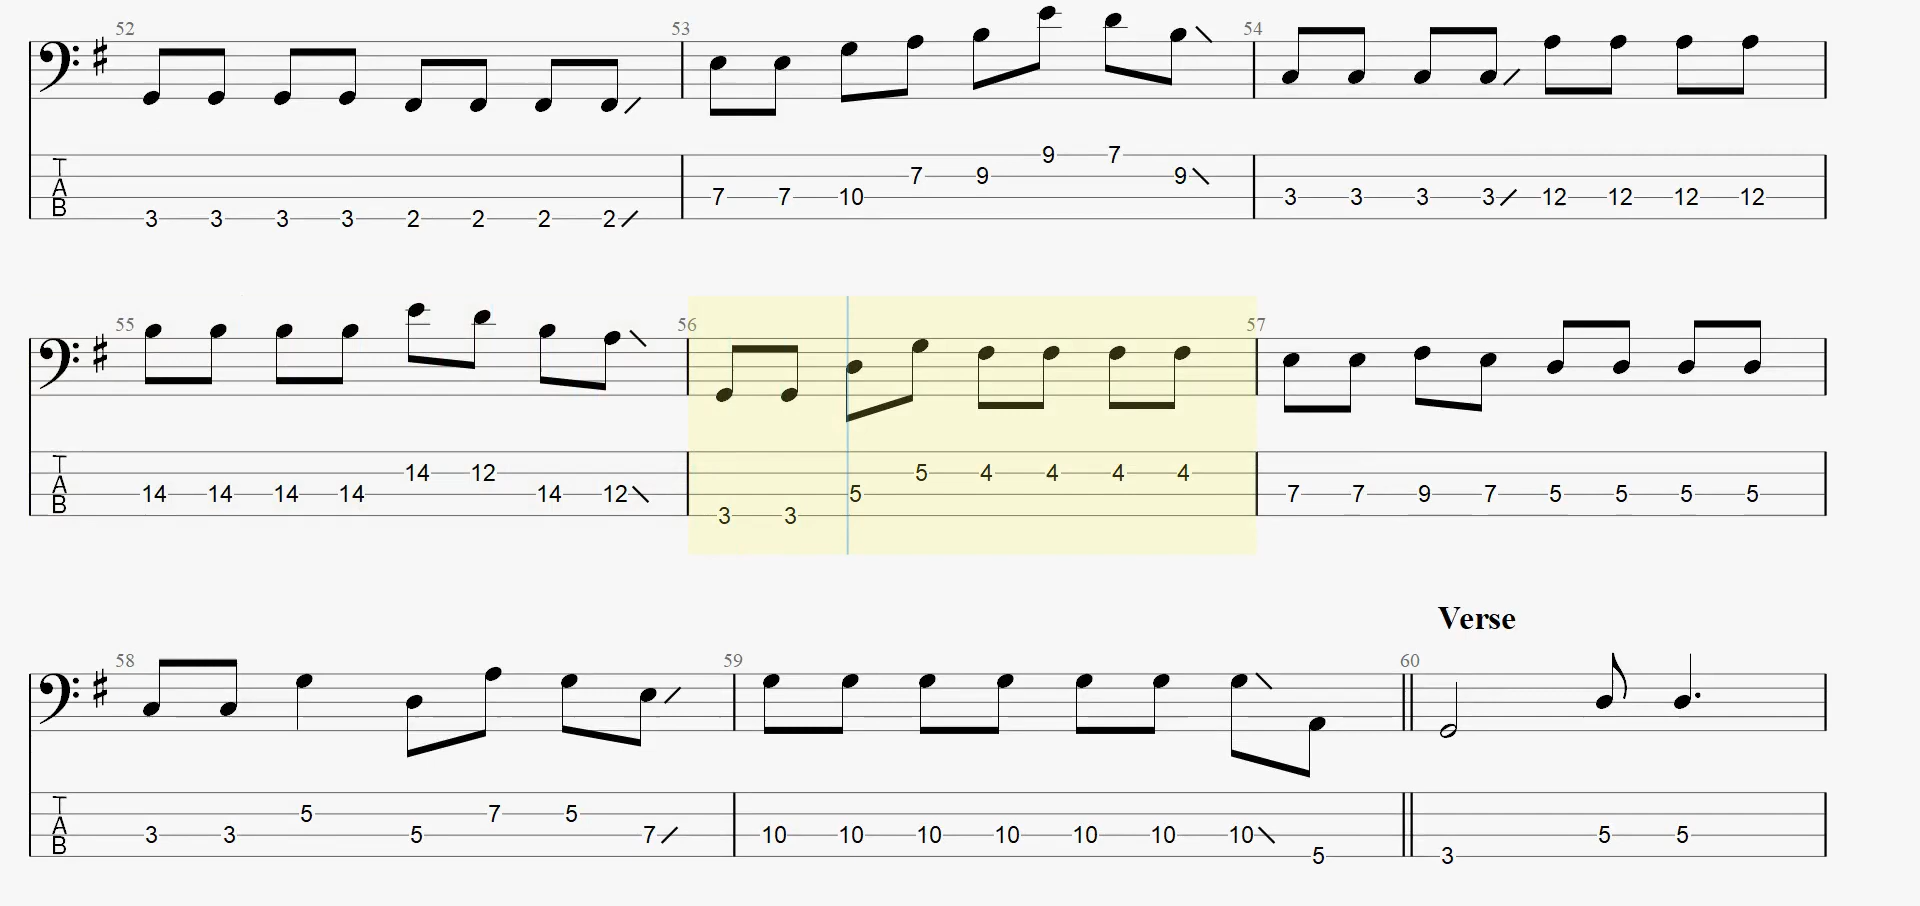 52 53 54
T 9 7
A 7 9 9
B 7 7 10 3 3 3 3 12 12 12 12
3 3 3 3 2 2 2 2
55 56 57
T
A 14 12 5 4 4 4 4
B 14 14 14 14 14 12 5 7 7 9 7 5 5 5 5
3 3
Verse
58 59 60
T
A 5 7 5
B 3 3 5 7 10 10 10 10 10 10 10 5 5
5 3